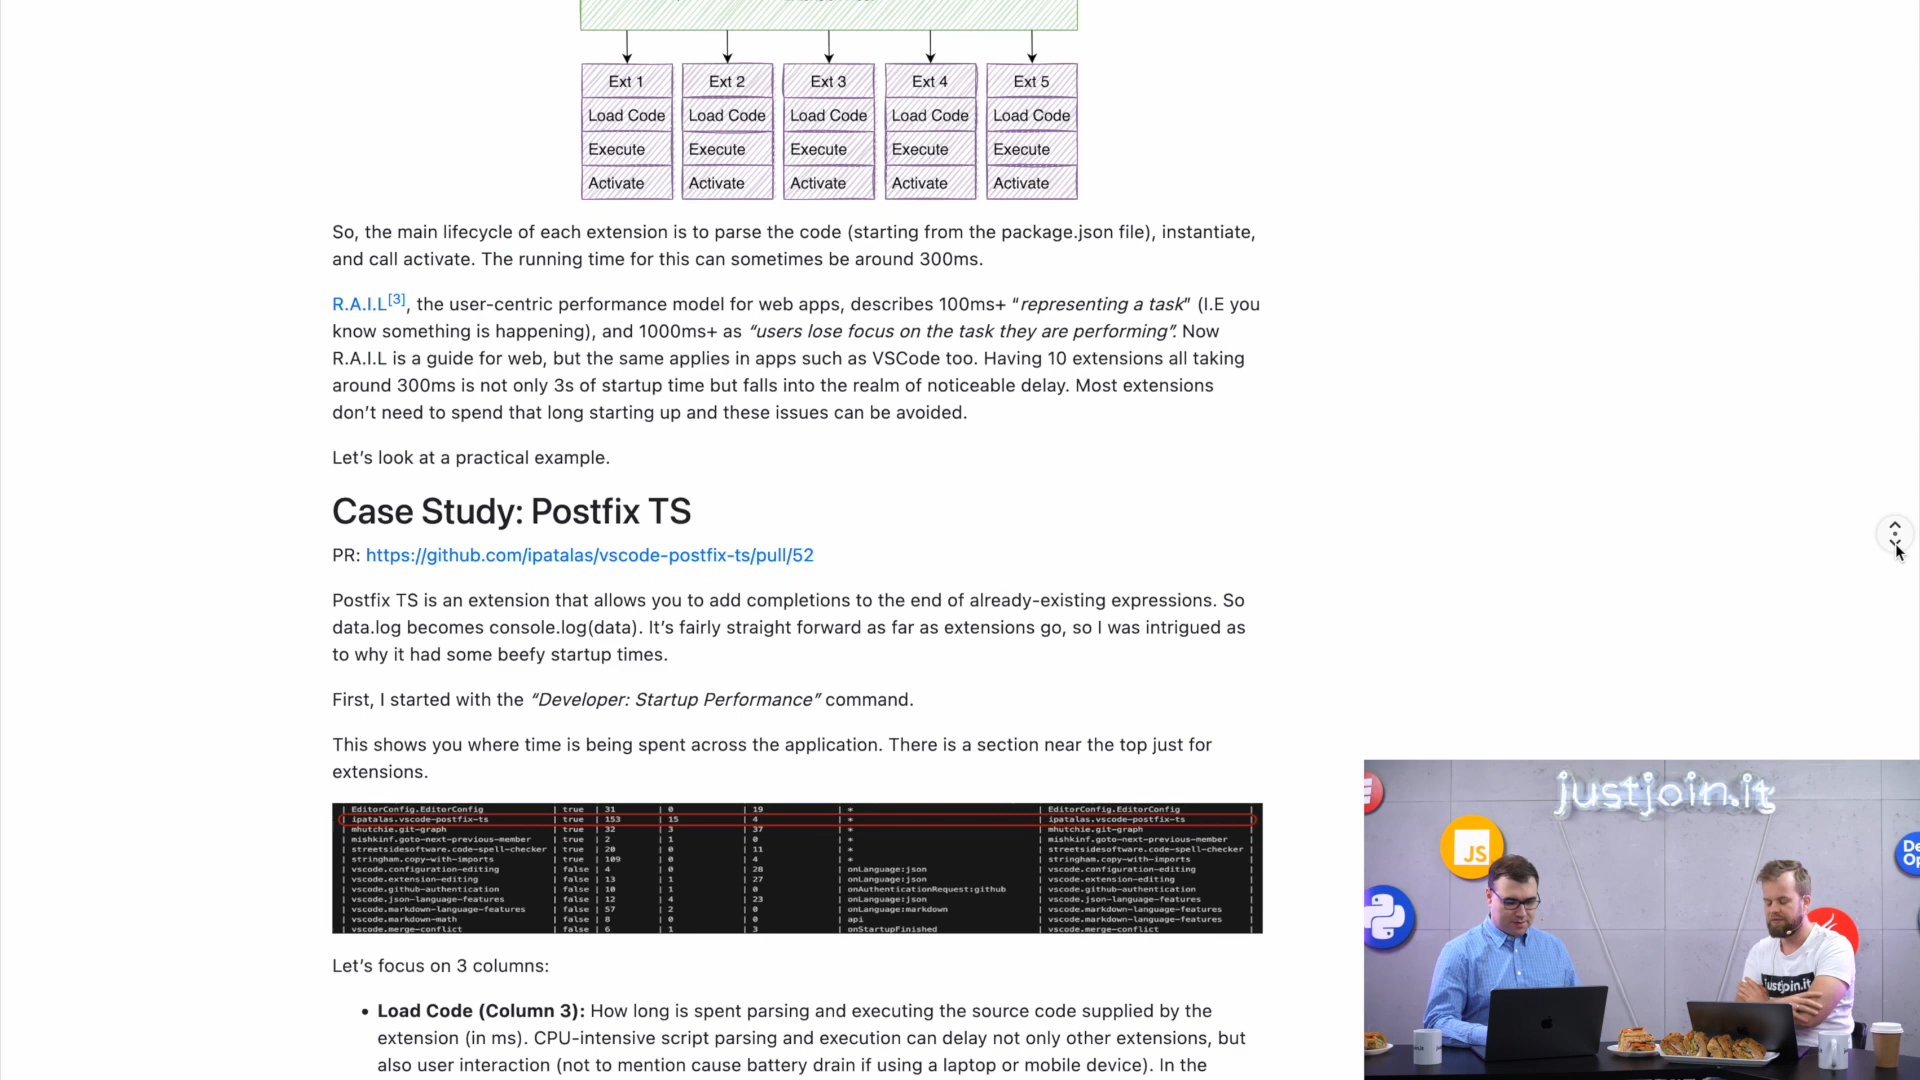 Ext 1 Ext 2 Ext 3 Ext 4 Ext 5
Load Code Load Code Load Code Load Code Load Code
Execute Execute Execute Execute Execute
Activate Activate Activate Activate Activate
So, the main lifecycle of each extension is to parse the code (starting from the package.json file), instantiate,
and call activate. The running time for this can sometimes be around 300ms.
R.A.I.L[3], the user-centric performance model for web apps, describes 100ms+ “representing a task” (I.E you
know something is happening), and 1000ms+ as “users lose focus on the task they are performing”. Now
R.A.I.L is a guide for web, but the same applies in apps such as VSCode too. Having 10 extensions all taking
around 300ms is not only 3s of startup time but falls into the realm of noticeable delay. Most extensions
don’t need to spend that long starting up and these issues can be avoided.
Let’s look at a practical example.
Case Study: Postfix TS
PR: https://github.com/ipatalas/vscode-postfix-ts/pull/52
Postfix TS is an extension that allows you to add completions to the end of already-existing expressions. So
data.log becomes console.log(data). It’s fairly straight forward as far as extensions go, so I was intrigued as
to why it had some beefy startup times.
First, I started with the “Developer: Startup Performance” command.
This shows you where time is being spent across the application. There is a section near the top just for
extensions.
| EditorConfig.EditorConfig | true | 31 | 0 | 19 | * | EditorConfig.EditorConfig |
| ipatalas.vscode-postfix-ts | true | 153 | 15 | 4 | * | ipatalas.vscode-postfix-ts |
| mhutchie.git-graph | true | 32 | 3 | 37 | * | mhutchie.git-graph |
| mishkinf.goto-next-previous-member | true | 2 | 1 | 0 | * | mishkinf.goto-next-previous-member |
| streetsidesoftware.code-spell-checker | true | 20 | 0 | 11 | * | streetsidesoftware.code-spell-checker |
| stringham.copy-with-imports | true | 109 | 0 | 4 | * | stringham.copy-with-imports |
| vscode.configuration-editing | false | 4 | 0 | 28 | onLanguage:json | vscode.configuration-editing |
| vscode.extension-editing | false | 13 | 1 | 27 | onLanguage:json | vscode.extension-editing |
| vscode.github-authentication | false | 10 | 1 | 0 | onAuthenticationRequest:github | vscode.github-authentication |
| vscode.json-language-features | false | 12 | 4 | 23 | onLanguage:json | vscode.json-language-features |
| vscode.markdown-language-features | false | 57 | 2 | 0 | onLanguage:markdown | vscode.markdown-language-features |
| vscode.markdown-math | false | 8 | 0 | 0 | api | vscode.markdown-language-features |
| vscode.merge-conflict | false | 6 | 1 | 3 | onStartupFinished | vscode.merge-conflict |
Let’s focus on 3 columns:
• Load Code (Column 3): How long is spent parsing and executing the source code supplied by the
extension (in ms). CPU-intensive script parsing and execution can delay not only other extensions, but
also user interaction (not to mention cause battery drain if using a laptop or mobile device). In the
justjoin.it
JS
De
Op
justjoin.it